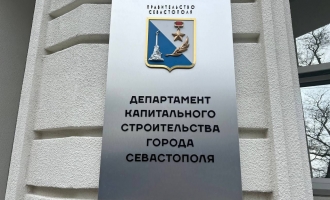 ПРАВИТЕЛЬСТВО
СЕВАСТОПОЛЯ
ДЕПАРТАМЕНТ
КАПИТАЛЬНОГО
СТРОИТЕЛЬСТВА
ГОРОДА
СЕВАСТОПОЛЯ